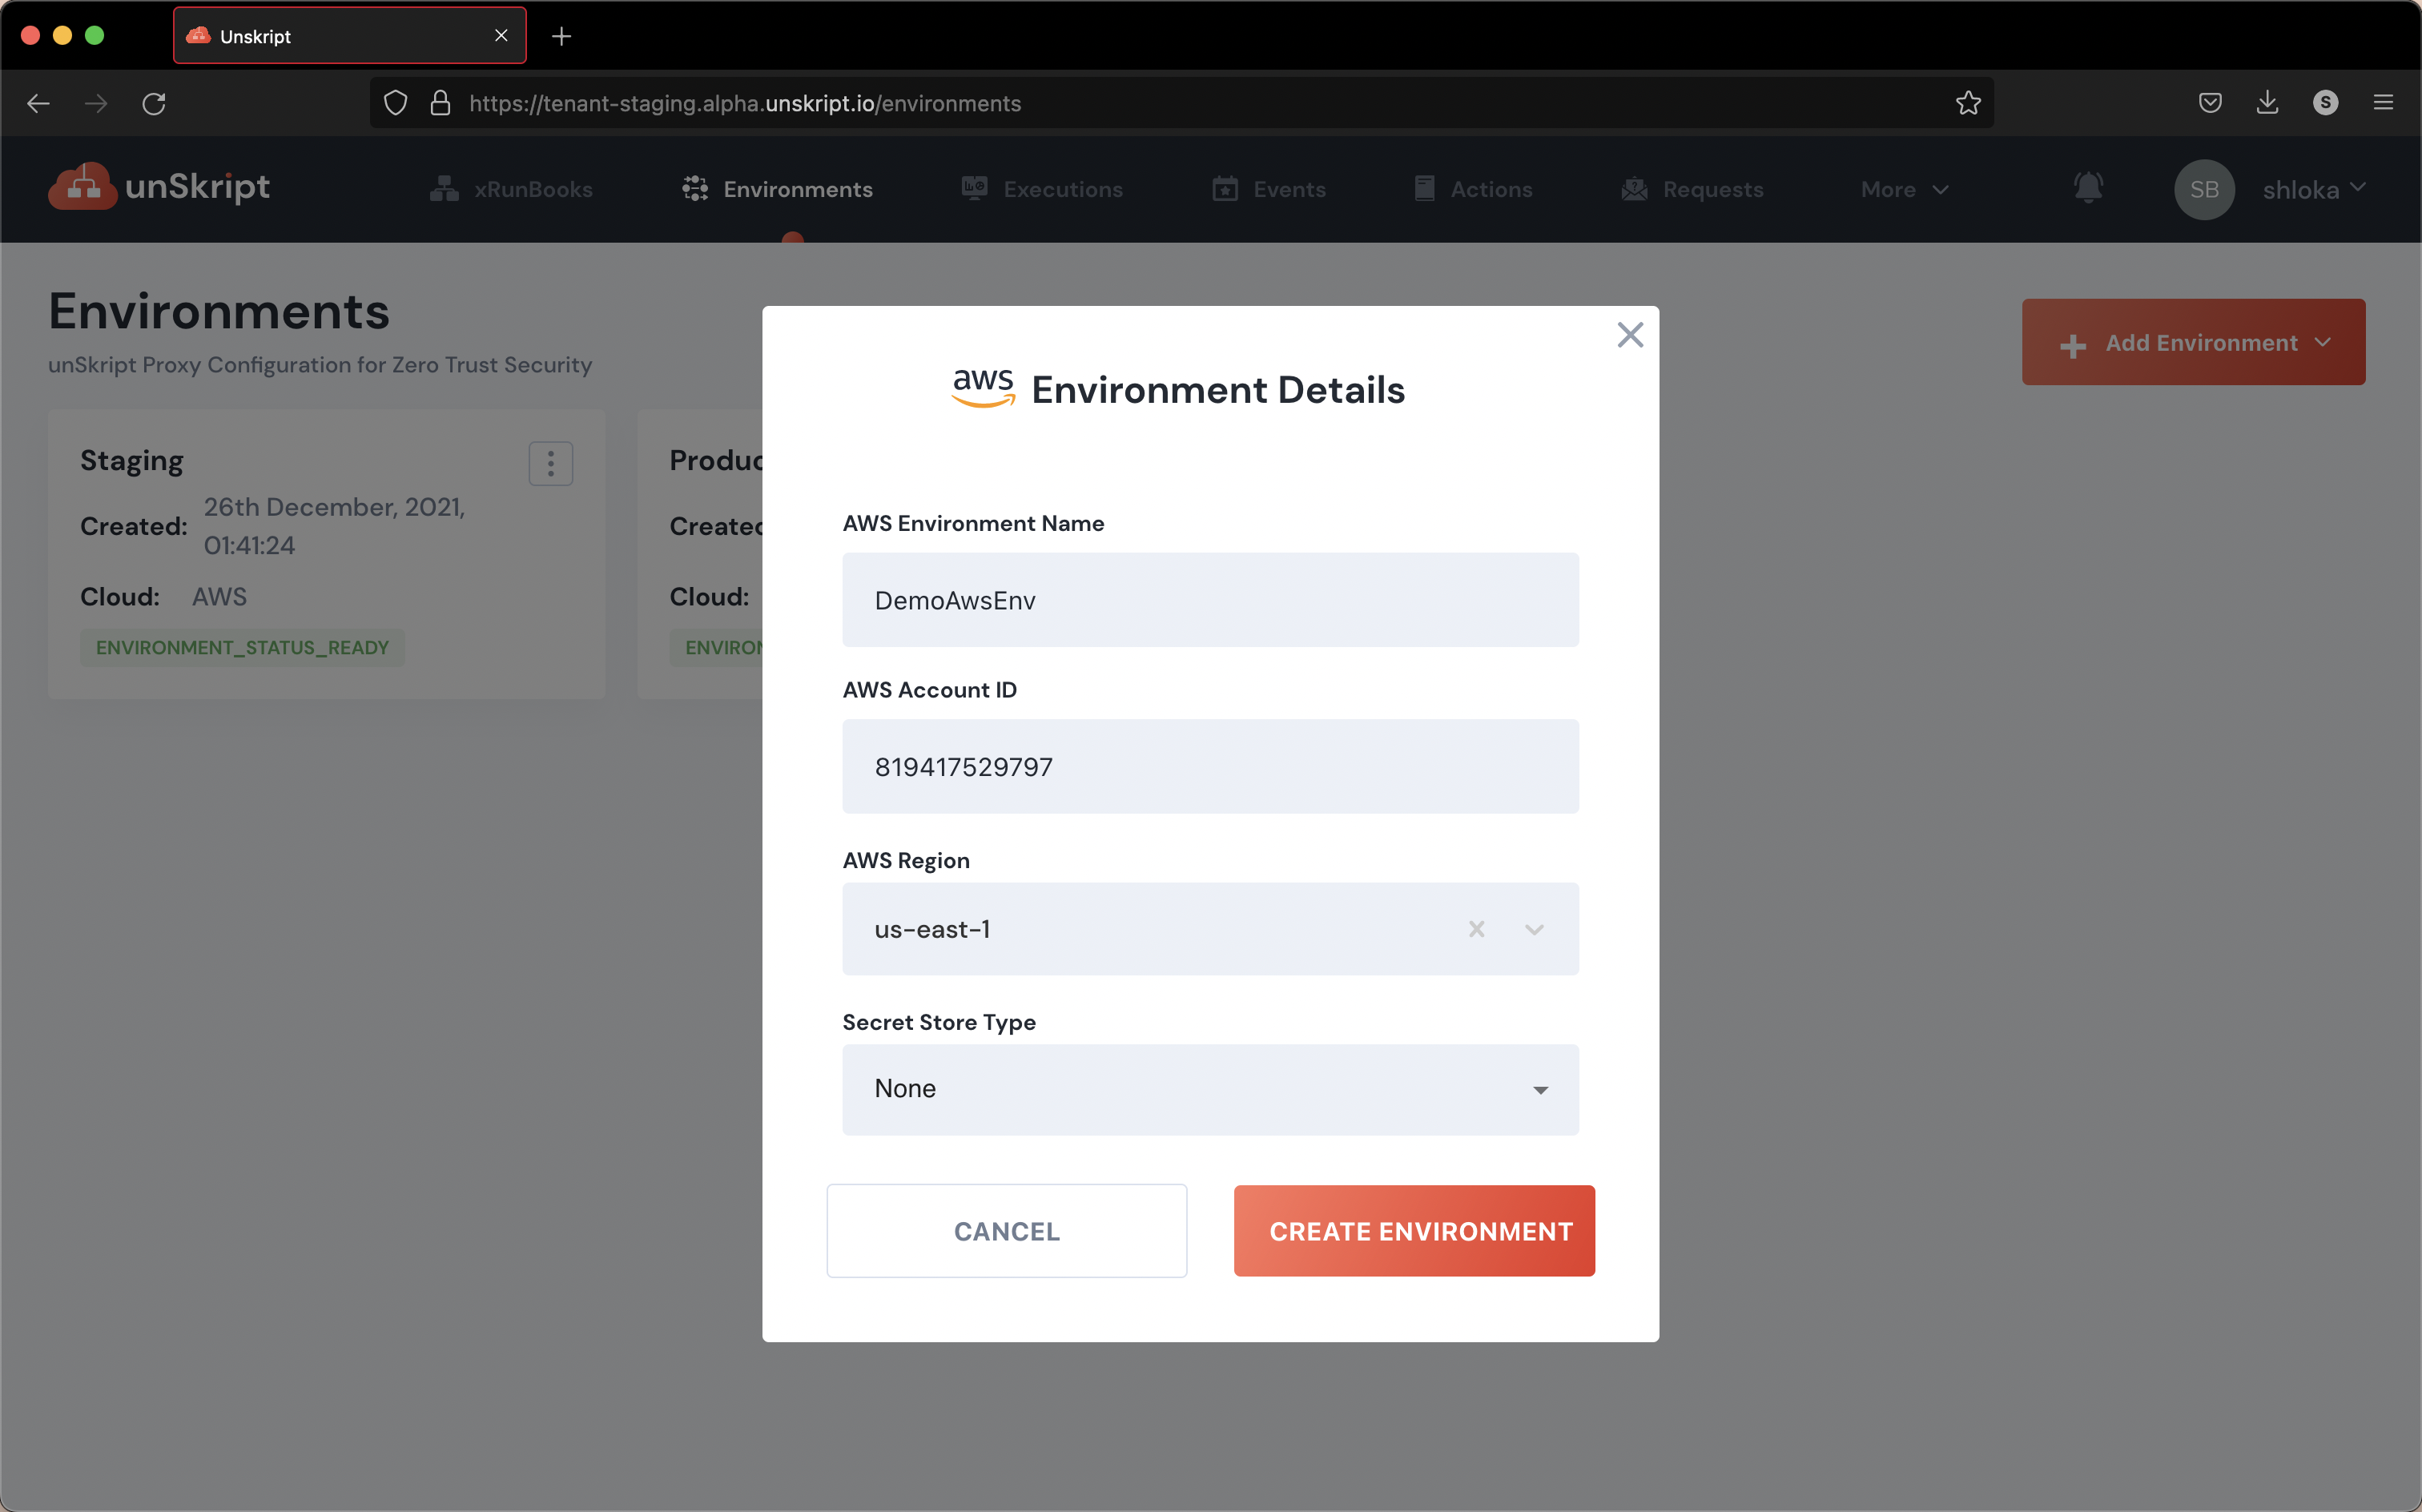 Unskript
https://tenant-staging.alpha.unskript.io/environments
S
unSkript
xRunBooks
Environments
Executions
Events
Actions
Requests
More
SB
shloka
Environments
unSkript Proxy Configuration for Zero Trust Security
Add Environment
Staging
Created: 26th December, 2021,
01:41:24
Cloud: AWS
ENVIRONMENT_STATUS_READY
Produc
Created
Cloud:
ENVIRON
aws Environment Details
AWS Environment Name
DemoAwsEnv
AWS Account ID
819417529797
AWS Region
us-east-1
Secret Store Type
None
CANCEL
CREATE ENVIRONMENT